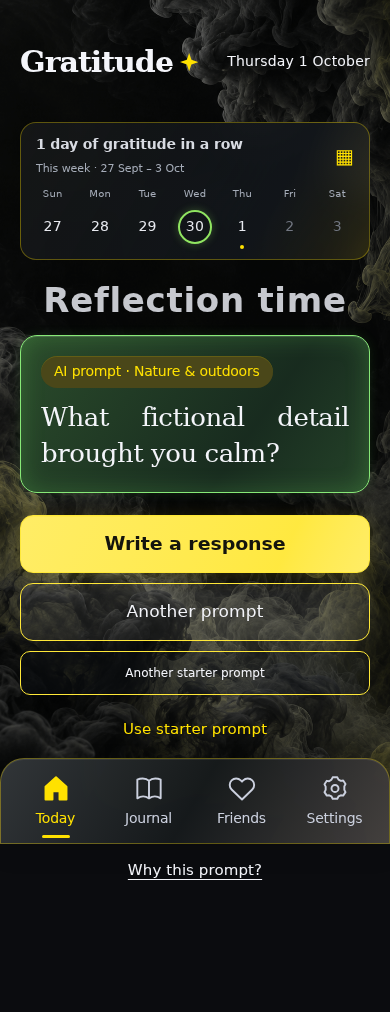 Gratitude
Thursday 1 October
1 day of gratitude in a row
This week · 27 Sept – 3 Oct
Sun Mon Tue Wed Thu Fri Sat
27 28 29 30 1 2 3
Reflection time
AI prompt · Nature & outdoors
What fictional detail
brought you calm?
Write a response
Another prompt
Another starter prompt
Use starter prompt
Today Journal Friends Settings
Why this prompt?